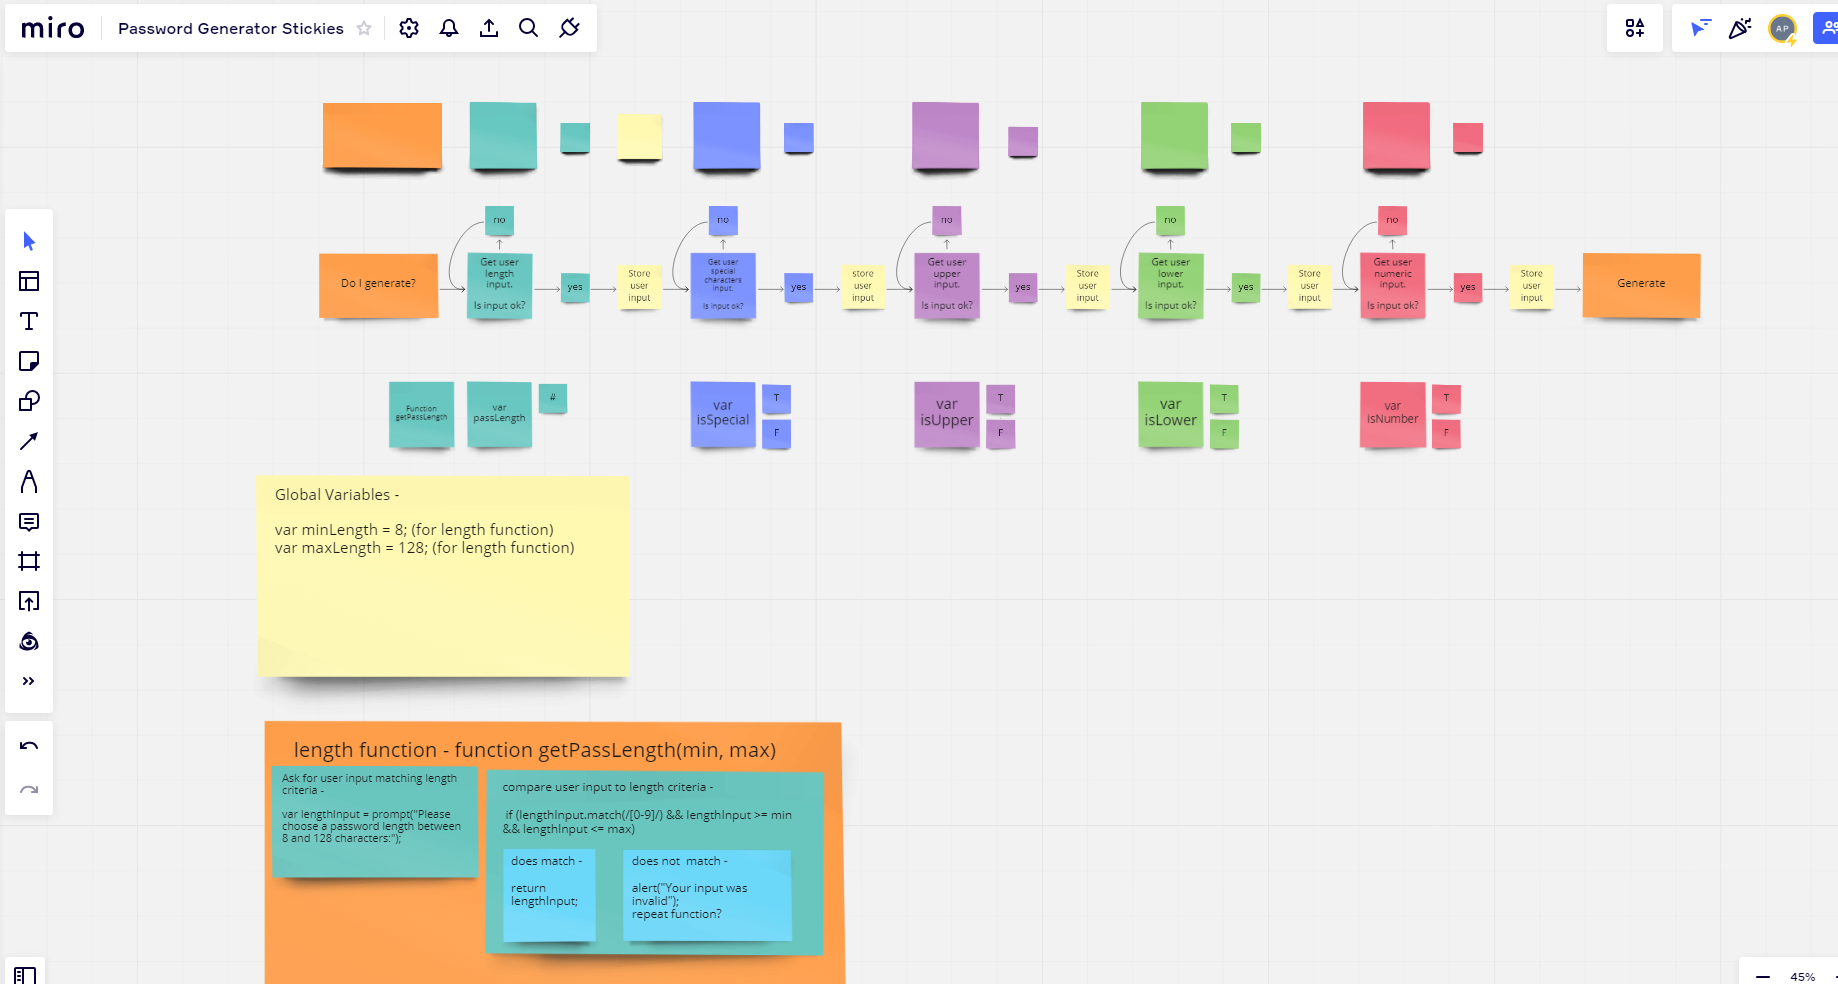 miro
Password Generator Stickies
AP
no
no
no
no
no
Do I generate?
Get user
length
input.
Is input ok?
yes
Store
user
input
Get user
special
characters
input.
Is input ok?
yes
store
user
input
Get user
upper
input.
Is input ok?
yes
Store
user
input
Get user
lower
input.
Is input ok?
yes
Store
user
input
Get user
numeric
input.
Is input ok?
yes
Store
user
input
Generate
Function
getPassLength
var
passLength
#
var
isSpecial
T
F
var
isUpper
T
F
var
isLower
T
F
var
isNumber
T
F
Global Variables -
var minLength = 8; (for length function)
var maxLength = 128; (for length function)
length function - function getPassLength(min, max)
Ask for user input matching length
criteria -
var lengthInput = prompt("Please
choose a password length between
8 and 128 characters:");
compare user input to length criteria -
if (lengthInput.match(/[0-9]/) && lengthInput >= min
&& lengthInput <= max)
does match -
return
lengthInput;
does not match -
alert("Your input was
invalid");
repeat function?
45%